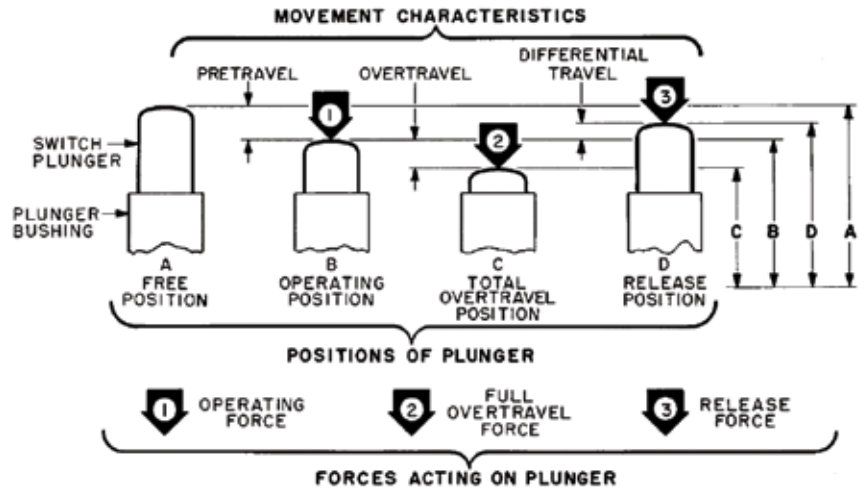 MOVEMENT CHARACTERISTICS
PRETRAVEL
OVERTRAVEL
DIFFERENTIAL
TRAVEL
1
2
3
SWITCH
PLUNGER
PLUNGER
BUSHING
A
FREE
POSITION
B
OPERATING
POSITION
C
TOTAL
OVERTRAVEL
POSITION
D
RELEASE
POSITION
C
B
D
A
POSITIONS OF PLUNGER
1
OPERATING
FORCE
2
FULL
OVERTRAVEL
FORCE
3
RELEASE
FORCE
FORCES ACTING ON PLUNGER